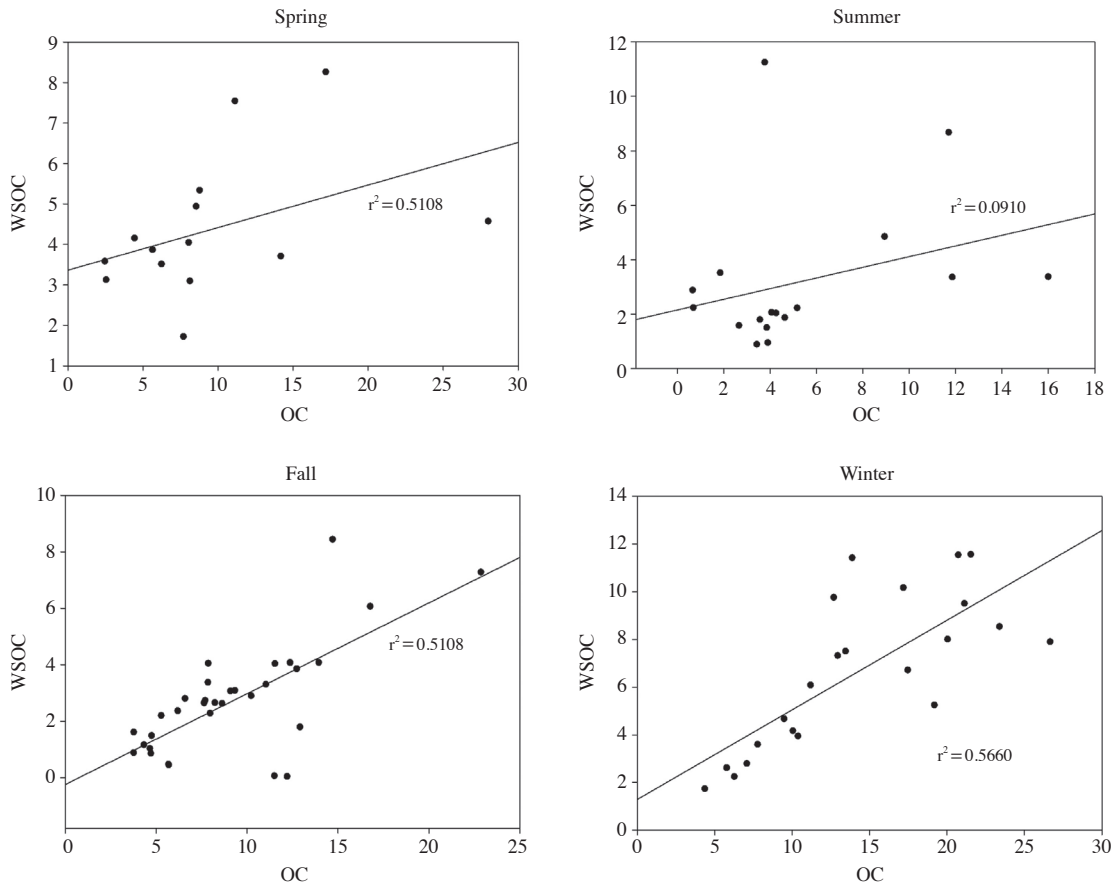 Spring
9
8
7
6
5
4
3
2
1
WSOC
r²=0.5108
0 5 10 15 20 25 30
OC
Summer
12
10
8
6
4
2
0
WSOC
r²=0.0910
0 2 4 6 8 10 12 14 16 18
OC
Fall
10
8
6
4
2
0
WSOC
r²=0.5108
0 5 10 15 20 25
OC
Winter
14
12
10
8
6
4
2
0
WSOC
r²=0.5660
0 5 10 15 20 25 30
OC